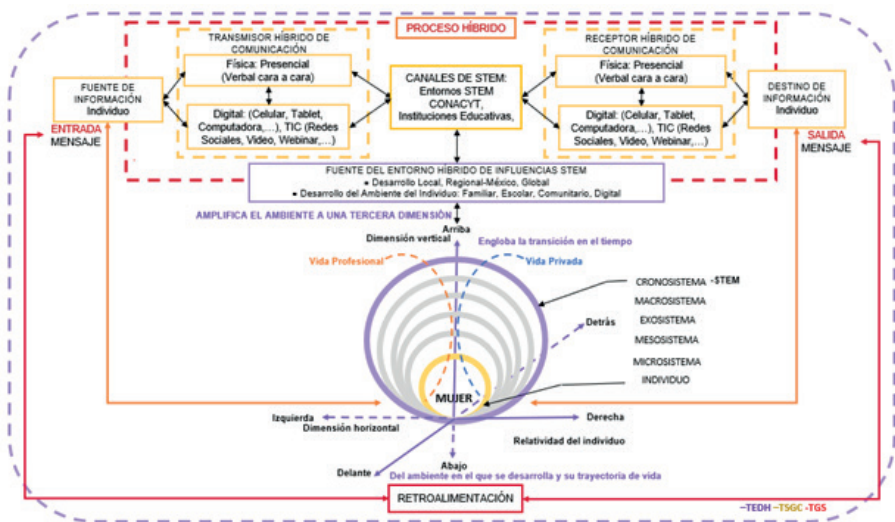 PROCESO HÍBRIDO
TRANSMISOR HÍBRIDO DE
COMUNICACIÓN
Física: Presencial
(Verbal cara a cara)
Digital: (Celular, Tablet,
Computadora,…), TIC (Redes
Sociales, Video, Webinar,…)
FUENTE DE
INFORMACIÓN
Individuo
ENTRADA
MENSAJE
CANALES DE STEM:
Entornos STEM
CONACYT,
Instituciones Educativas,
RECEPTOR HÍBRIDO DE
COMUNICACIÓN
Física: Presencial
(Verbal cara a cara)
Digital: (Celular, Tablet,
Computadora,…), TIC (Redes
Sociales, Video, Webinar,…)
DESTINO DE
INFORMACIÓN
Individuo
SALIDA
MENSAJE
FUENTE DEL ENTORNO HÍBRIDO DE INFLUENCIAS STEM
● Desarrollo Local, Regional-México, Global
● Desarrollo del Ambiente del Individuo: Familiar, Escolar, Comunitario, Digital
AMPLIFICA EL AMBIENTE A UNA TERCERA DIMENSIÓN
Arriba
Dimensión vertical
Engloba la transición en el tiempo
Vida Profesional
Vida Privada
CRONOSISTEMA -STEM
MACROSISTEMA
Detrás
EXOSISTEMA
MESOSISTEMA
MICROSISTEMA
INDIVIDUO
MUJER
Izquierda
Dimensión horizontal
Derecha
Relatividad del individuo
Delante
Abajo
Del ambiente en el que se desarrolla y su trayectoría de vida
RETROALIMENTACIÓN
–TEDH –TSGC -TGS